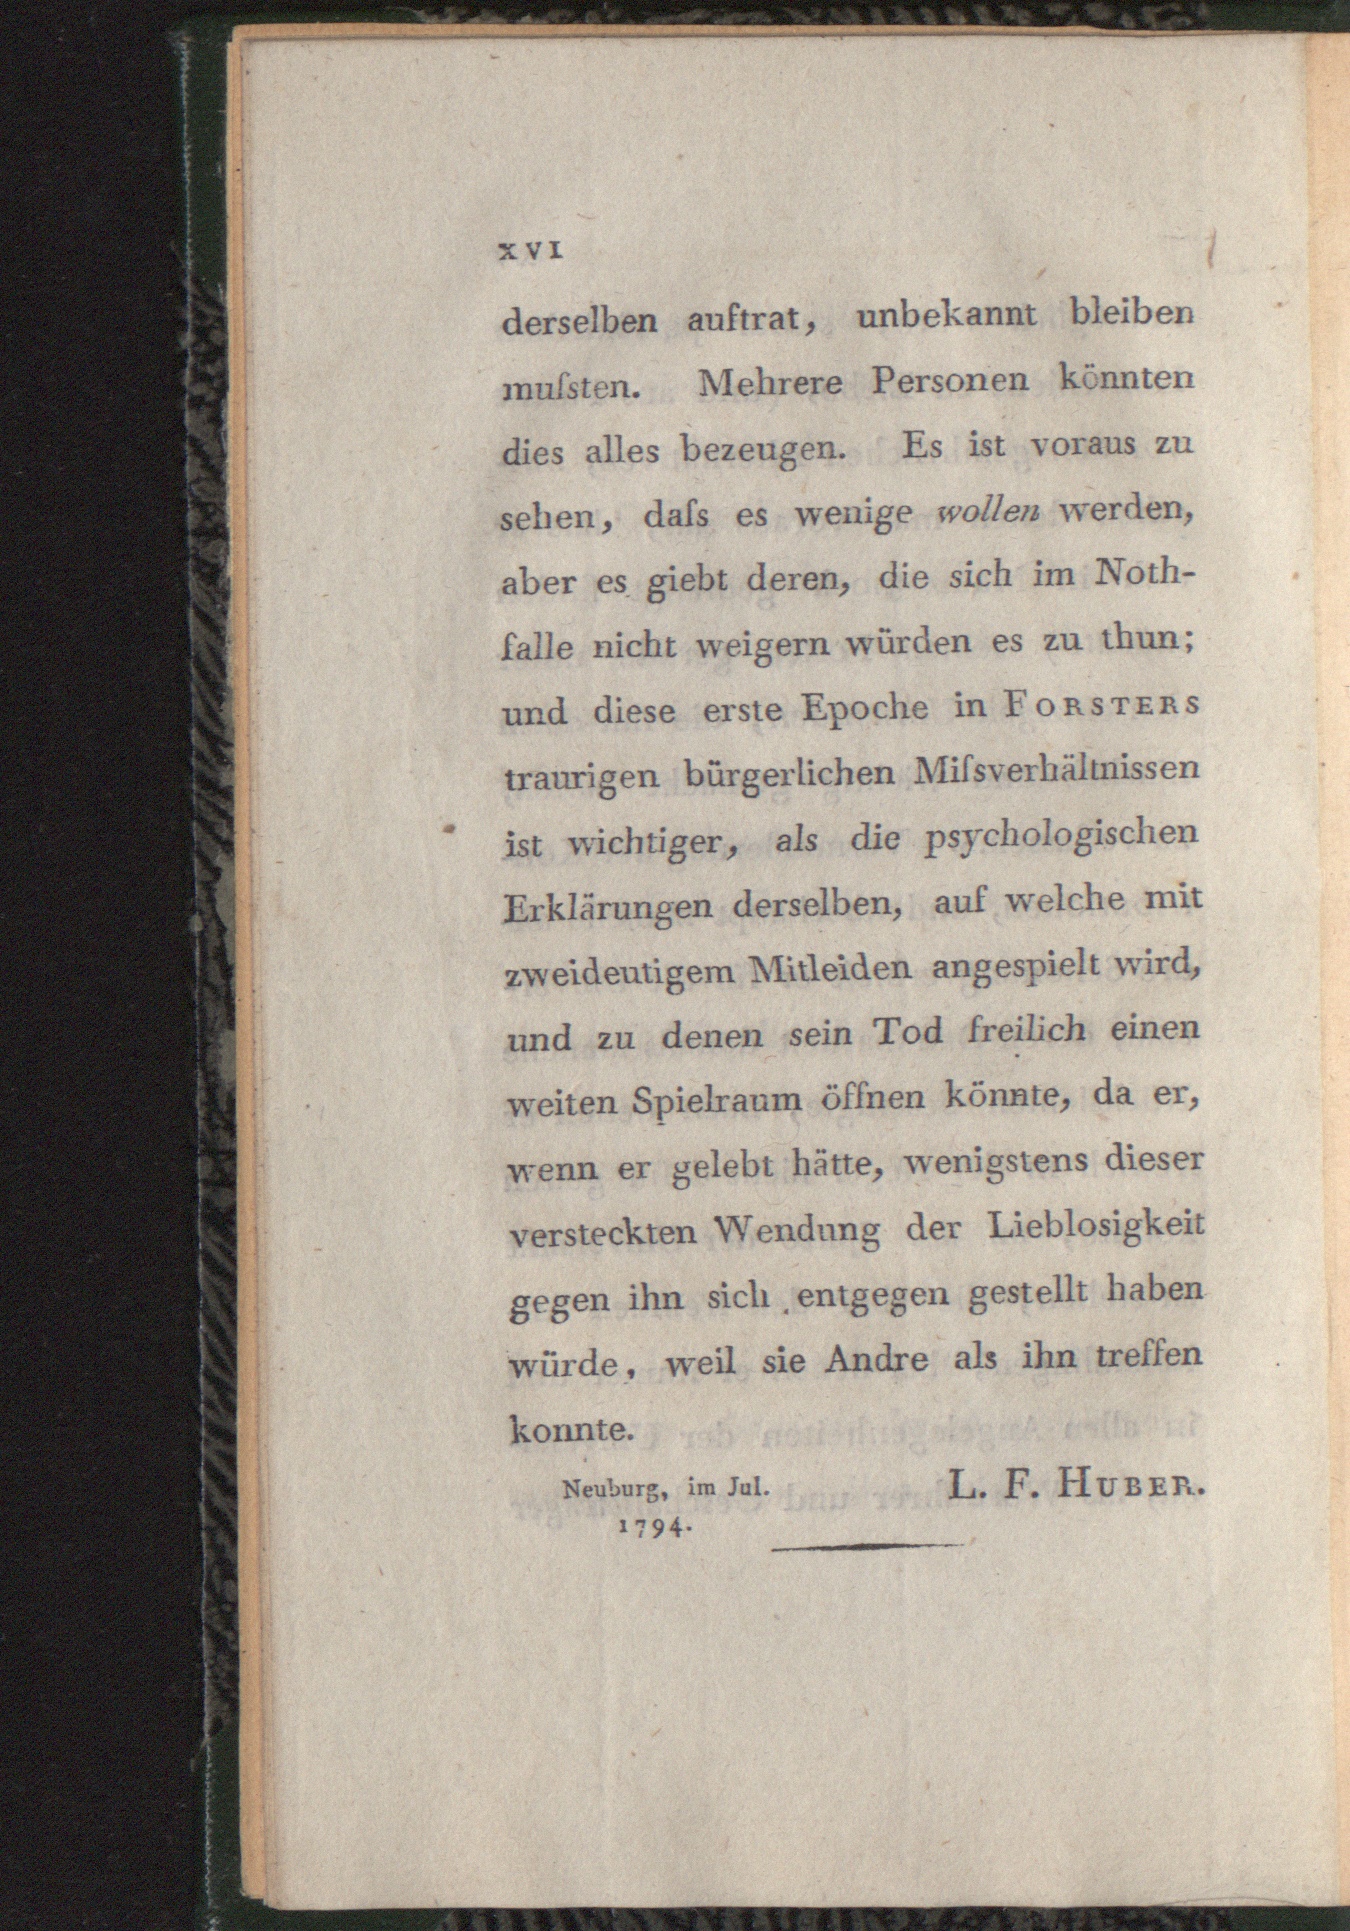 XVI
derselben auftrat, unbekannt bleiben
muſsten. Mehrere Personen könnten
dies alles bezeugen. Es ist voraus zu
sehen, daſs es wenige wollen werden,
aber es giebt deren, die sich im Noth-
falle nicht weigern würden es zu thun;
und diese erste Epoche in FORSTERS
traurigen bürgerlichen Miſsverhältnissen
ist wichtiger, als die psychologischen
Erklärungen derselben, auf welche mit
zweideutigem Mitleiden angespielt wird,
und zu denen sein Tod freilich einen
weiten Spielraum öffnen könnte, da er,
wenn er gelebt hätte, wenigstens dieser
versteckten Wendung der Lieblosigkeit
gegen ihn sich entgegen gestellt haben
würde, weil sie Andre als ihn treffen
konnte.
Neuburg, im Jul. L. F. HUBER.
1794.